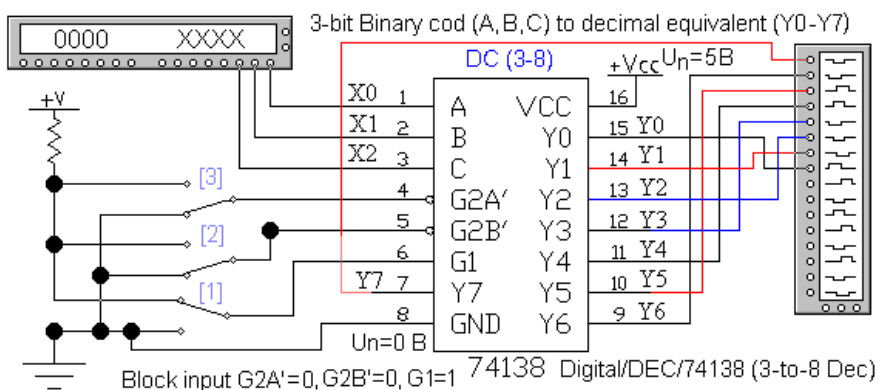 3-bit Binary cod (A,B,C) to decimal equivalent (Y0-Y7)
0000 XXXX
DC (3-8)
+Vcc Un=5B
+V
X0 1 A VCC 16
X1 2 B Y0 15 Y0
X2 3 C Y1 14 Y1
[3] 4 G2A' Y2 13 Y2
[2] 5 G2B' Y3 12 Y3
6 G1 Y4 11 Y4
[1] Y7 7 Y7 Y5 10 Y5
8 GND Y6 9 Y6
Un=0 B
Block input G2A'=0, G2B'=0, G1=1
74138 Digital/DEC/74138 (3-to-8 Dec)